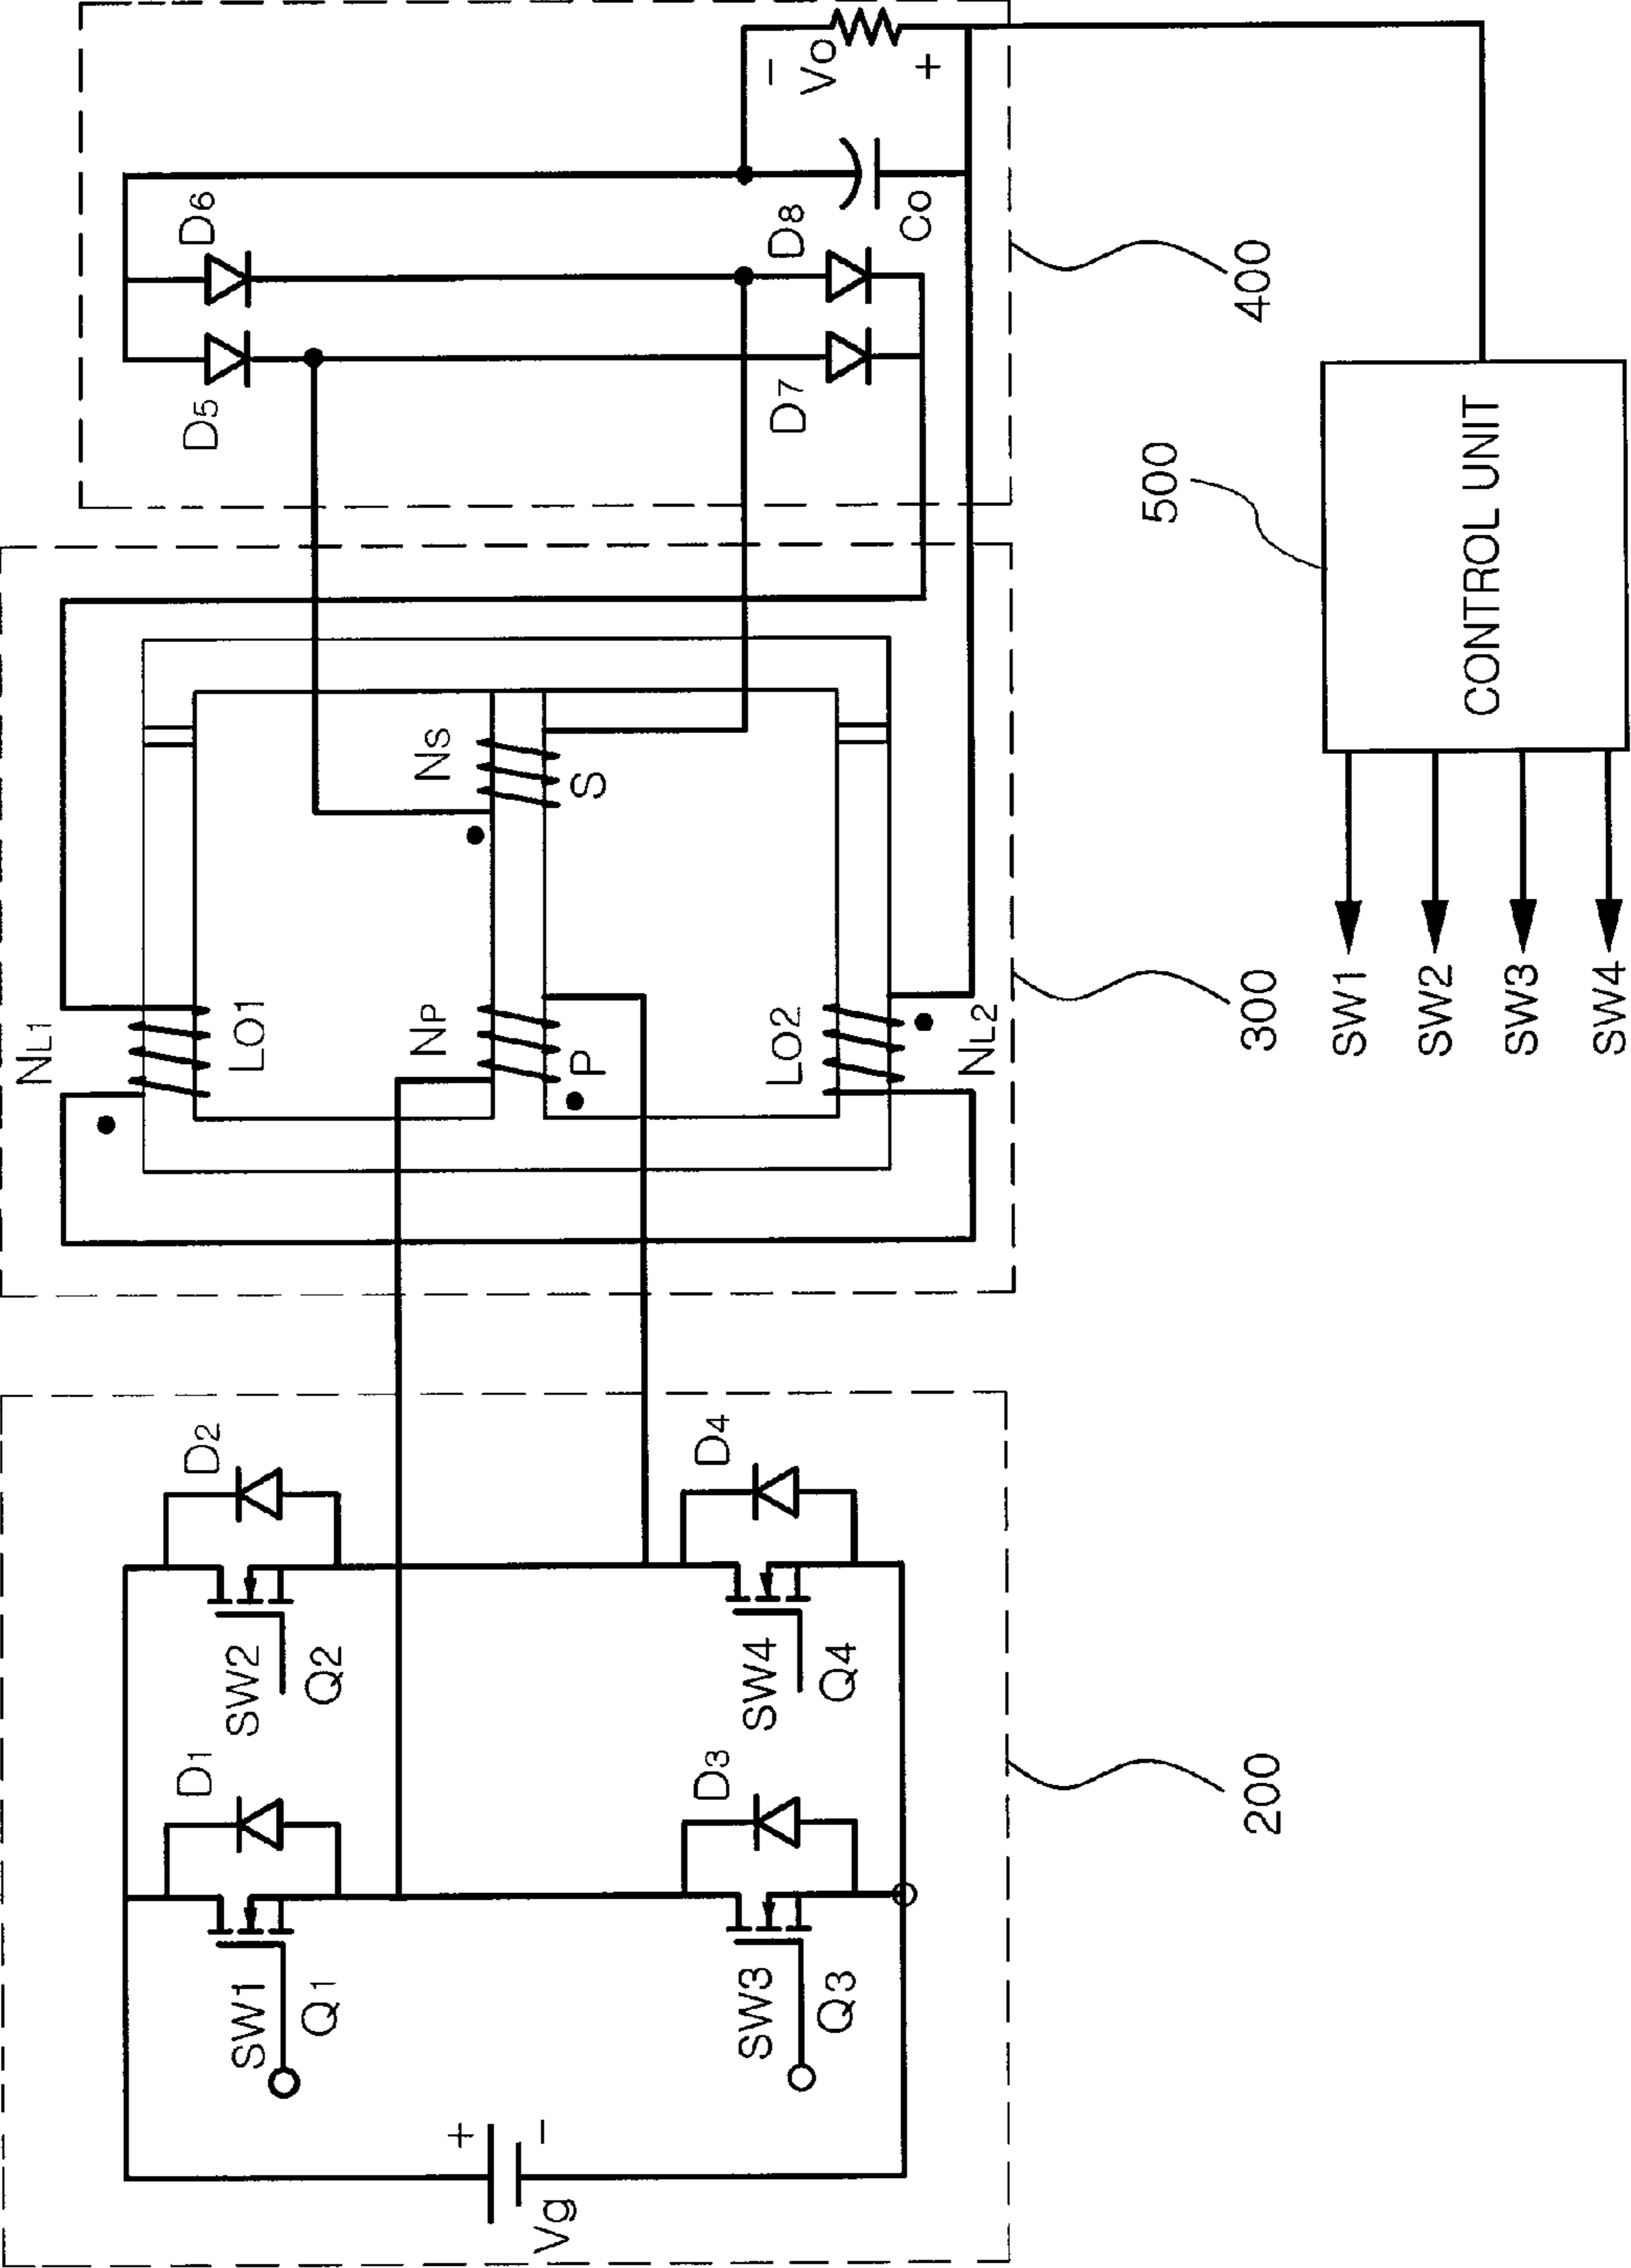 Vg
+
−
SW1
Q1
D1
SW2
Q2
D2
SW3
Q3
D3
SW4
Q4
D4
200
NL1
LO1
NP
P
NS
S
LO2
NL2
300
D5
D6
D7
D8
Co
−
Vo
+
400
500
CONTROL UNIT
SW1
SW2
SW3
SW4